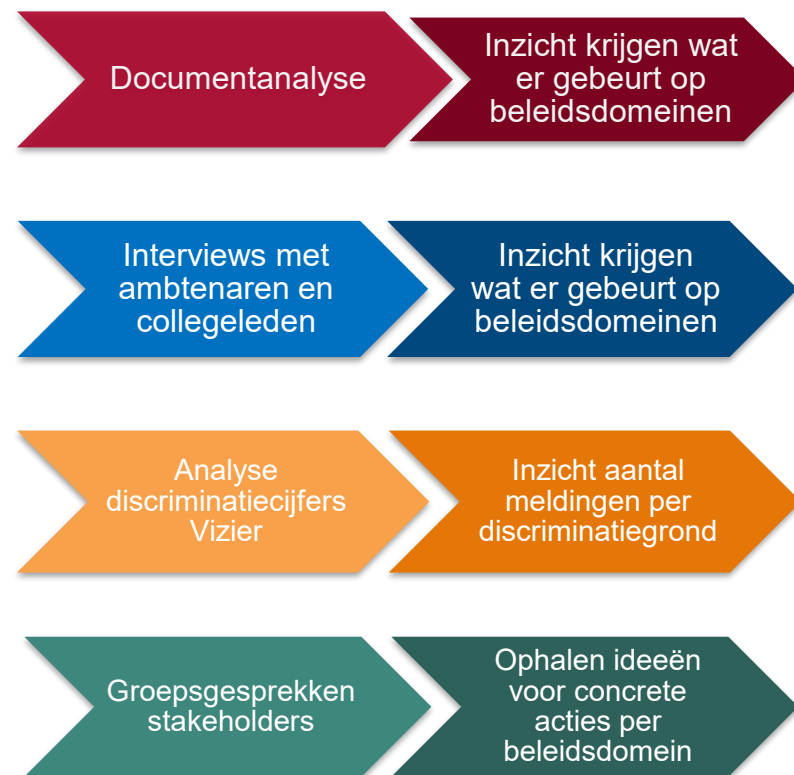 Documentanalyse
Inzicht krijgen wat
er gebeurt op
beleidsdomeinen
Interviews met
ambtenaren en
collegeleden
Inzicht krijgen
wat er gebeurt op
beleidsdomeinen
Analyse
discriminatiecijfers
Vizier
Inzicht aantal
meldingen per
discriminatiegrond
Groepsgesprekken
stakeholders
Ophalen ideeën
voor concrete
acties per
beleidsdomein